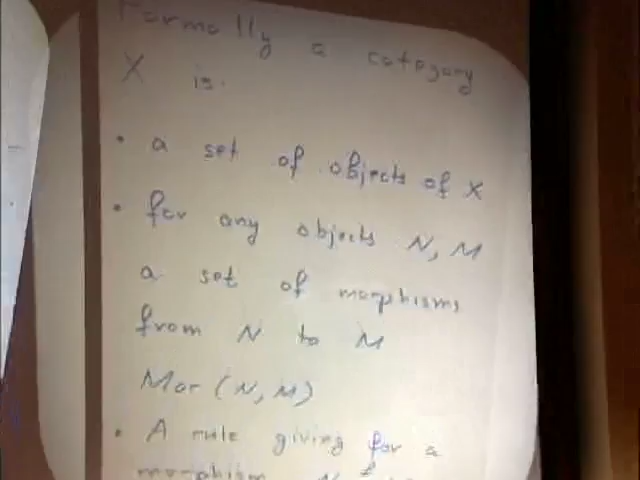 Formally a category
X is.
• a set of objects of X
• for any objects N, M
a set of morphisms
from N to M
Mor (N, M)
• A rule giving for a
morphism N f